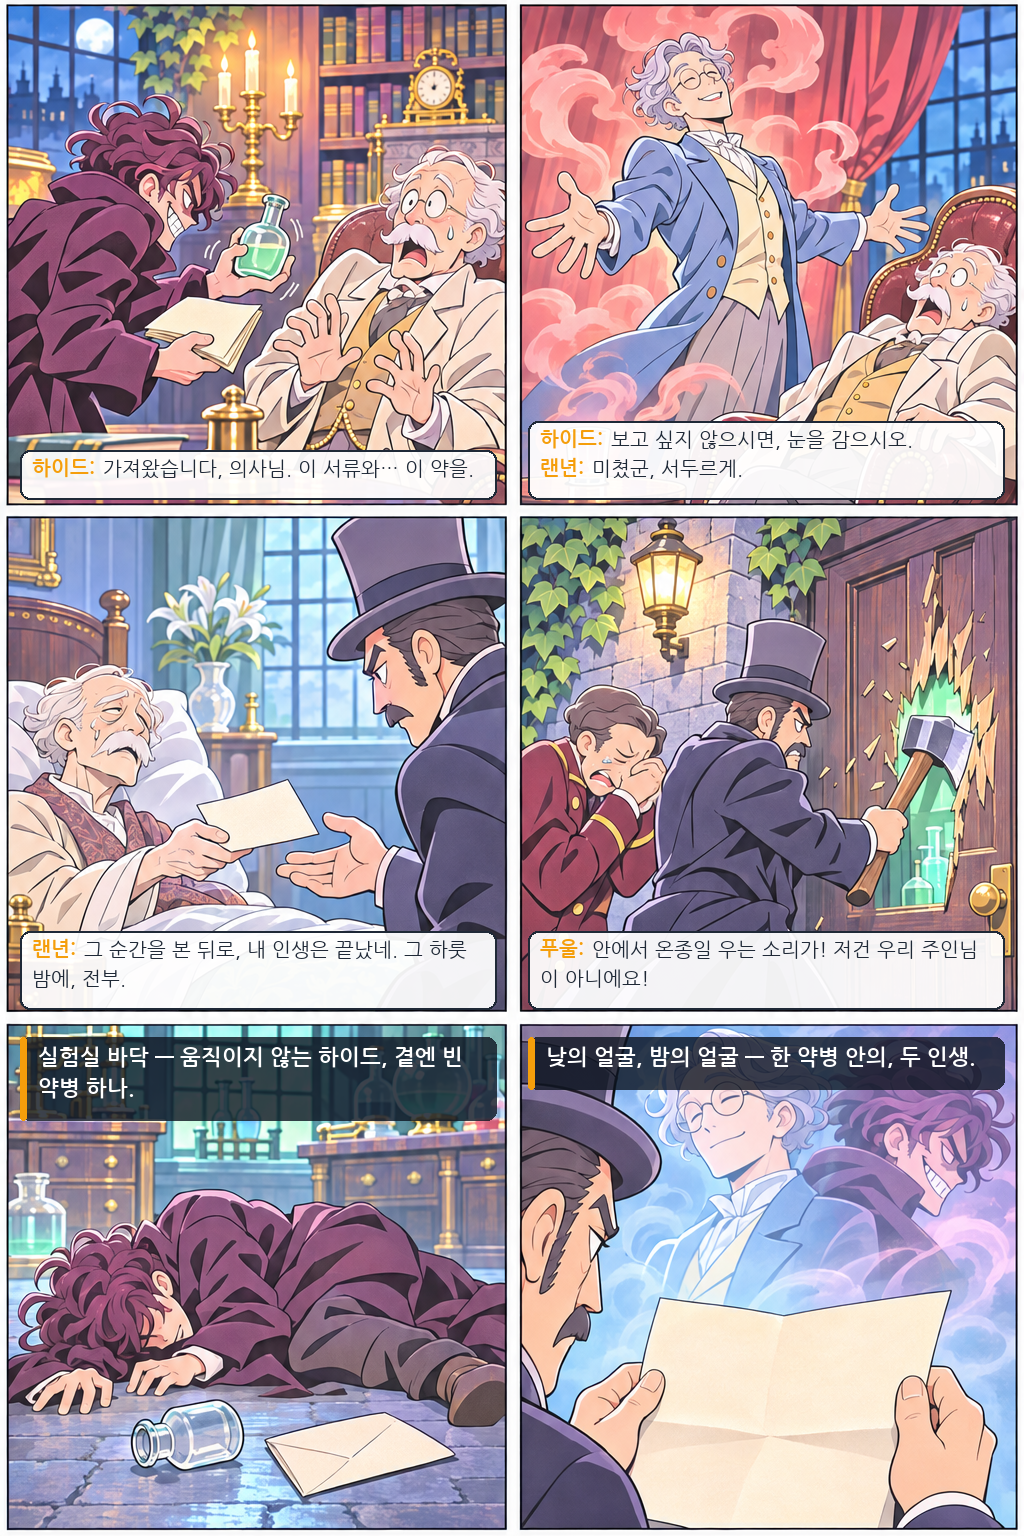 하이드: 가져왔습니다, 의사님. 이 서류와… 이 약을.
하이드: 보고 싶지 않으시면, 눈을 감으시오.
랜년: 미쳤군, 서두르게.
랜년: 그 순간을 본 뒤로, 내 인생은 끝났네. 그 하룻
밤에, 전부.
푸울: 안에서 온종일 우는 소리가! 저건 우리 주인님
이 아니에요!
실험실 바닥 — 움직이지 않는 하이드, 곁엔 빈
약병 하나.
낮의 얼굴, 밤의 얼굴 — 한 약병 안의, 두 인생.